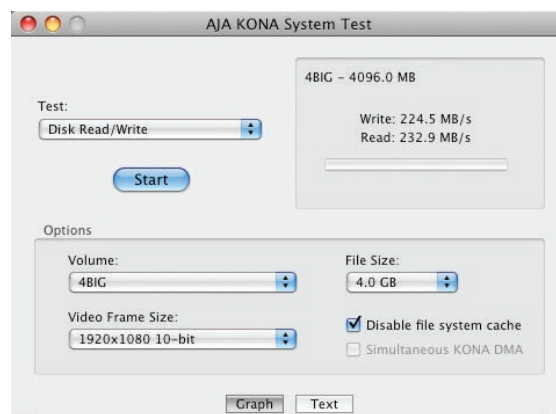 AJA KONA System Test
4BIG - 4096.0 MB
Write: 224.5 MB/s
Read: 232.9 MB/s
Test:
Disk Read/Write
Start
Options
Volume:
4BIG
File Size:
4.0 GB
Video Frame Size:
1920x1080 10-bit
Disable file system cache
Simultaneous KONA DMA
Graph
Text